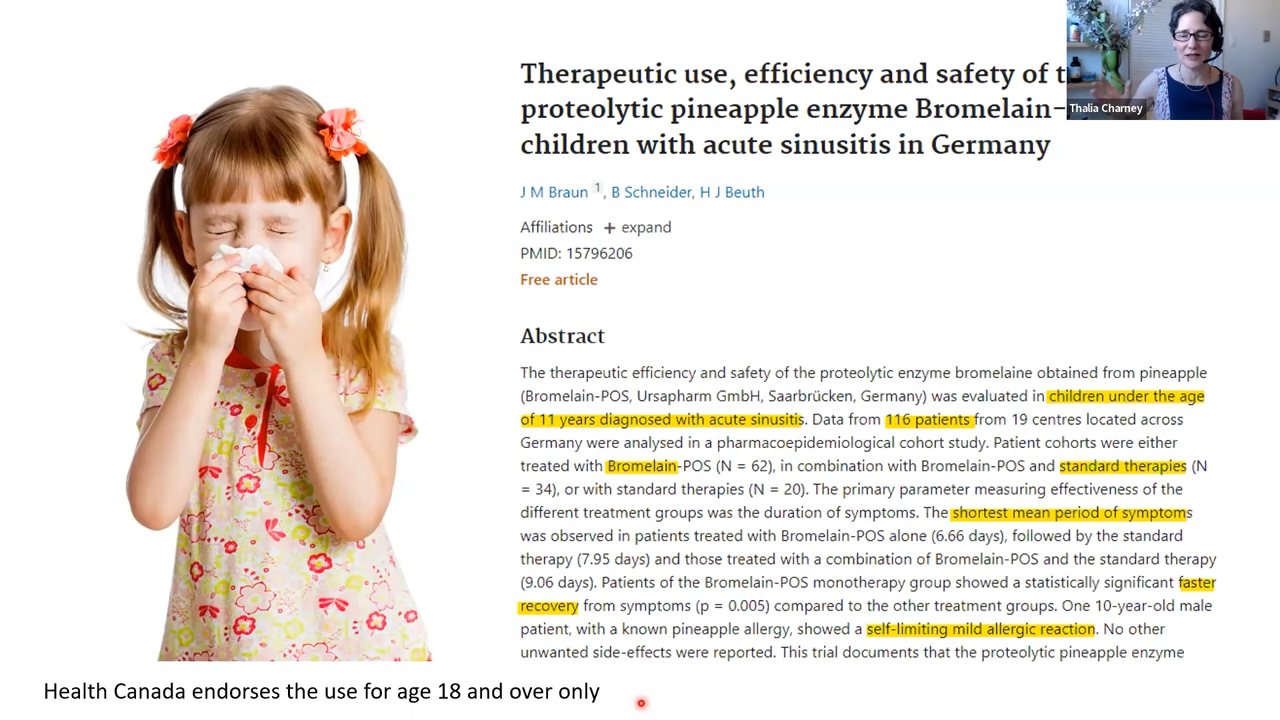 Therapeutic use, efficiency and safety of t
proteolytic pineapple enzyme Bromelain-
children with acute sinusitis in Germany
Thalia Charney
J M Braun 1, B Schneider, H J Beuth
Affiliations + expand
PMID: 15796206
Free article
Abstract
The therapeutic efficiency and safety of the proteolytic enzyme bromelaine obtained from pineapple
(Bromelain-POS, Ursapharm GmbH, Saarbrücken, Germany) was evaluated in children under the age
of 11 years diagnosed with acute sinusitis. Data from 116 patients from 19 centres located across
Germany were analysed in a pharmacoepidemiological cohort study. Patient cohorts were either
treated with Bromelain-POS (N = 62), in combination with Bromelain-POS and standard therapies (N
= 34), or with standard therapies (N = 20). The primary parameter measuring effectiveness of the
different treatment groups was the duration of symptoms. The shortest mean period of symptoms
was observed in patients treated with Bromelain-POS alone (6.66 days), followed by the standard
therapy (7.95 days) and those treated with a combination of Bromelain-POS and the standard therapy
(9.06 days). Patients of the Bromelain-POS monotherapy group showed a statistically significant faster
recovery from symptoms (p = 0.005) compared to the other treatment groups. One 10-year-old male
patient, with a known pineapple allergy, showed a self-limiting mild allergic reaction. No other
unwanted side-effects were reported. This trial documents that the proteolytic pineapple enzyme
Health Canada endorses the use for age 18 and over only